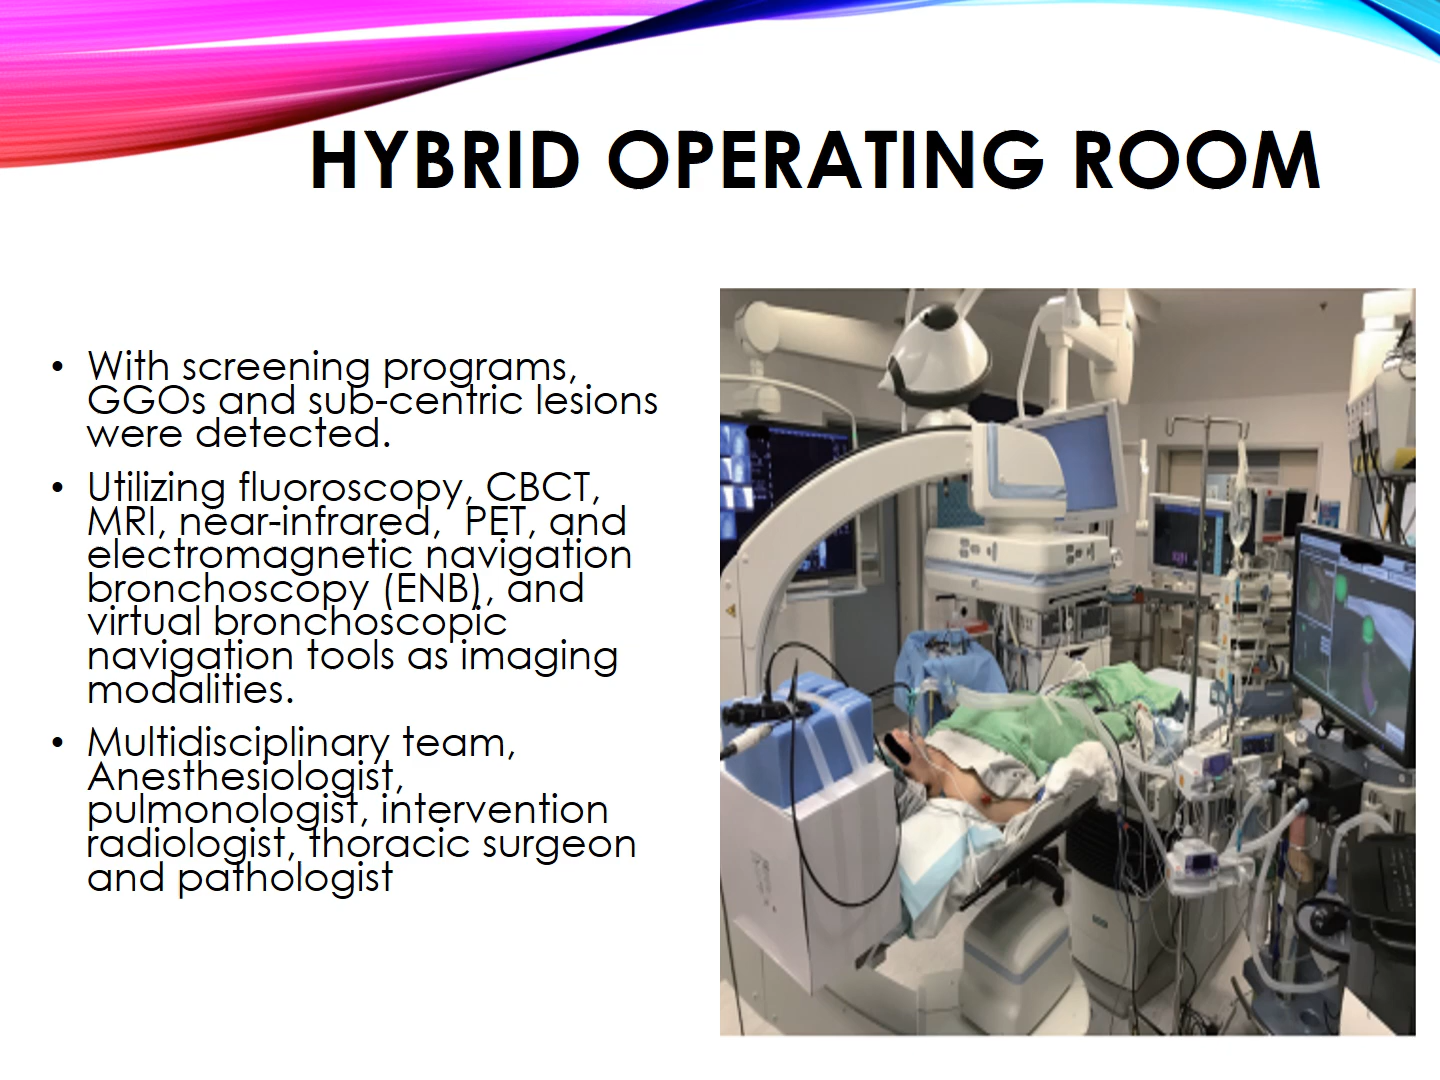 HYBRID OPERATING ROOM
• With screening programs,
GGOs and sub-centric lesions
were detected.
• Utilizing fluoroscopy, CBCT,
MRI, near-infrared,  PET, and
electromagnetic navigation
bronchoscopy (ENB), and
virtual bronchoscopic
navigation tools as imaging
modalities.
• Multidisciplinary team,
Anesthesiologist,
pulmonologist, intervention
radiologist, thoracic surgeon
and pathologist